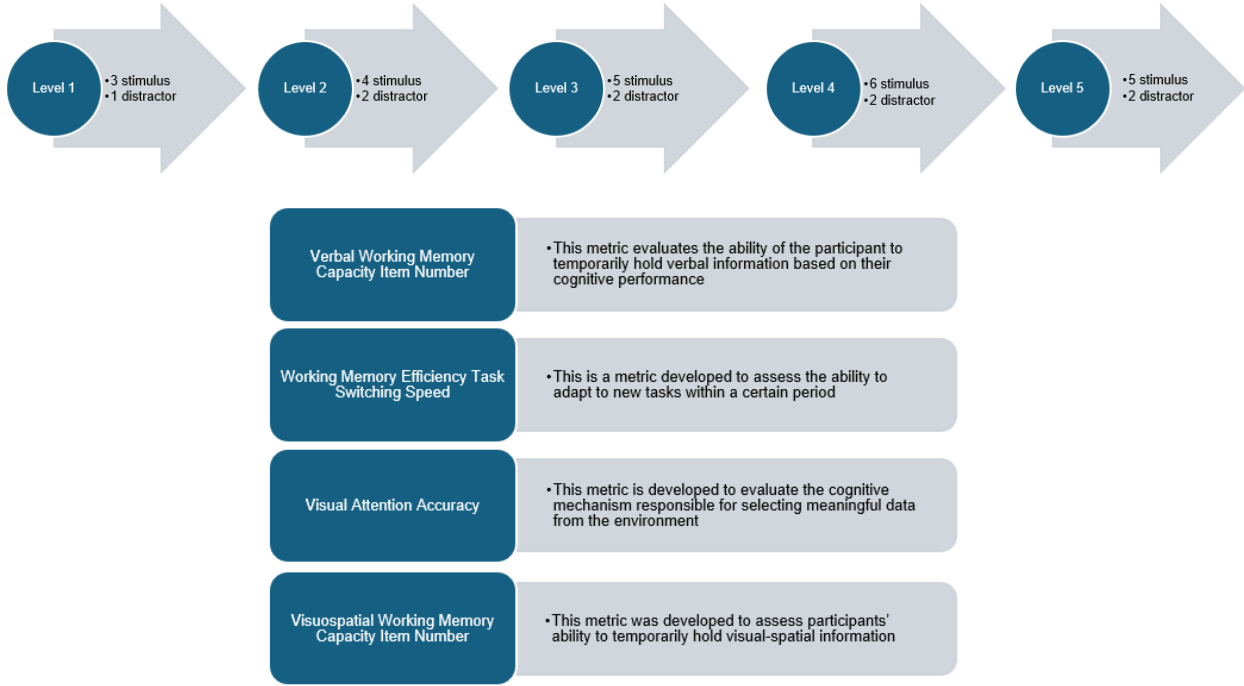 Level 1
•3 stimulus
•1 distractor
Level 2
•4 stimulus
•2 distractor
Level 3
•5 stimulus
•2 distractor
Level 4
•6 stimulus
•2 distractor
Level 5
•5 stimulus
•2 distractor
Verbal Working Memory
Capacity Item Number
•This metric evaluates the ability of the participant to
temporarily hold verbal information based on their
cognitive performance
Working Memory Efficiency Task
Switching Speed
•This is a metric developed to assess the ability to
adapt to new tasks within a certain period
Visual Attention Accuracy
•This metric is developed to evaluate the cognitive
mechanism responsible for selecting meaningful data
from the environment
Visuospatial Working Memory
Capacity Item Number
•This metric was developed to assess participants’
ability to temporarily hold visual-spatial information